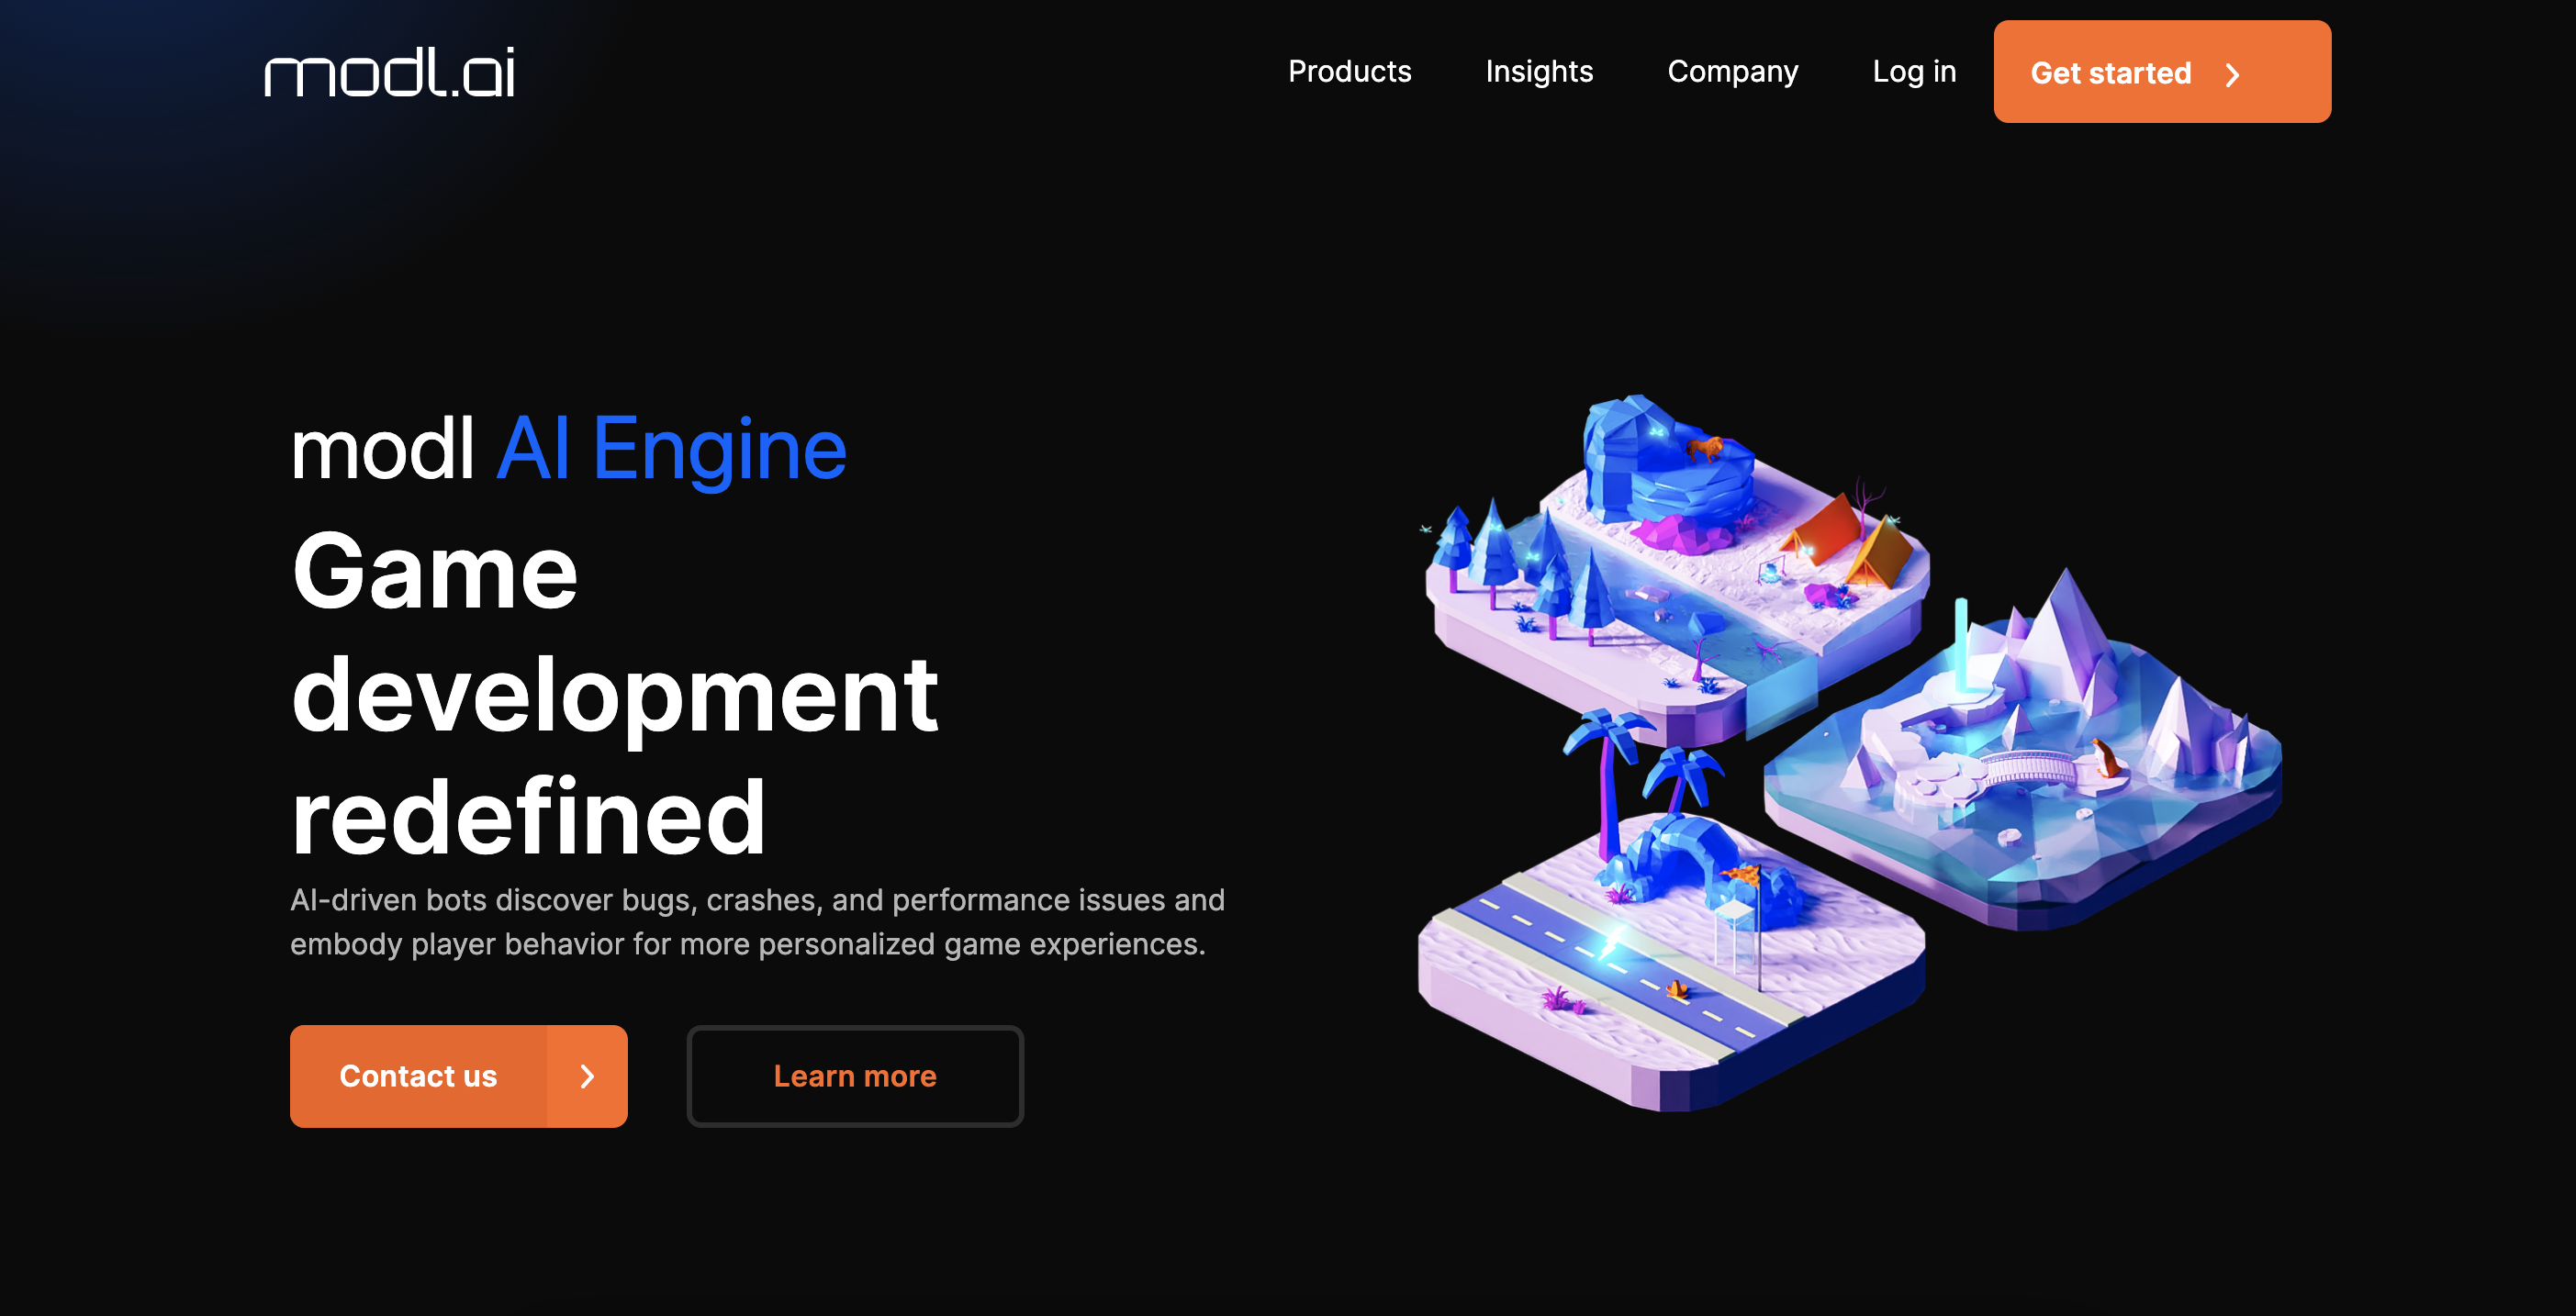 modl.ai
Products
Insights
Company
Log in
Get started
modl AI Engine
Game
development
redefined
AI-driven bots discover bugs, crashes, and performance issues and
embody player behavior for more personalized game experiences.
Contact us
Learn more